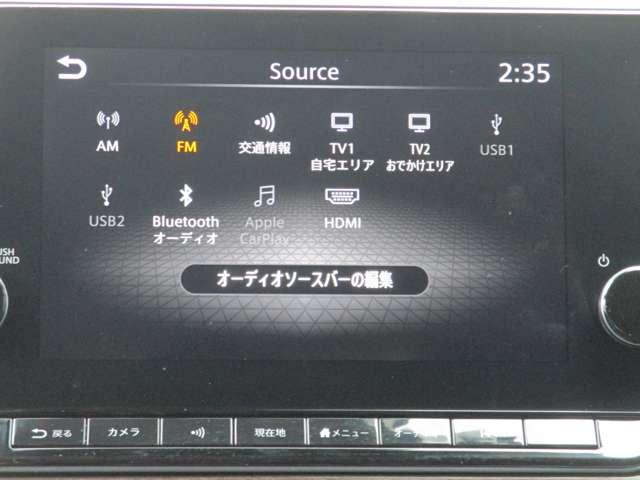 Source
2:35
AM
FM
交通情報
TV1
自宅エリア
TV2
おでかけエリア
USB1
USB2
Bluetooth
オーディオ
Apple
CarPlay
HDMI
オーディオソースバーの編集
戻る
カメラ
現在地
メニュー